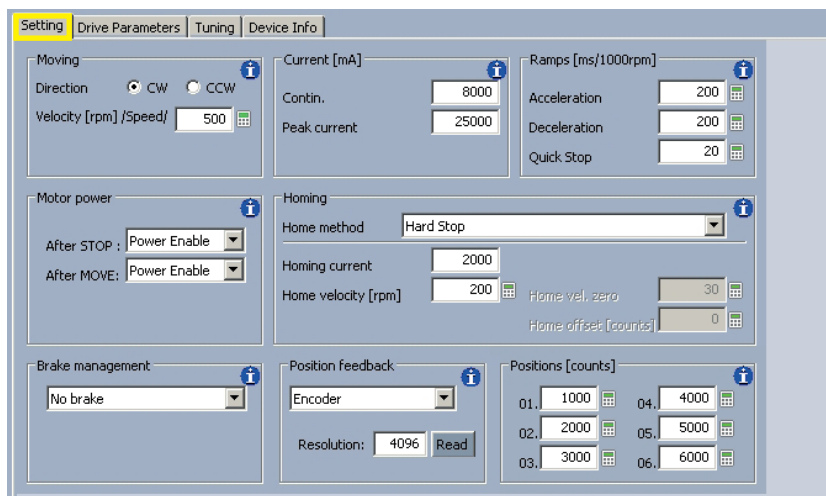 Setting Drive Parameters Tuning Device Info
Moving
Direction CW CCW
Velocity [rpm] /Speed/ 500
Current [mA]
Contin. 8000
Peak current 25000
Ramps [ms/1000rpm]
Acceleration 200
Deceleration 200
Quick Stop 20
Motor power
After STOP : Power Enable
After MOVE: Power Enable
Homing
Home method Hard Stop
Homing current 2000
Home velocity [rpm] 200
Home vel. zero 30
Home offset [counts] 0
Brake management
No brake
Position feedback
Encoder
Resolution: 4096 Read
Positions [counts]
01. 1000 04. 4000
02. 2000 05. 5000
03. 3000 06. 6000